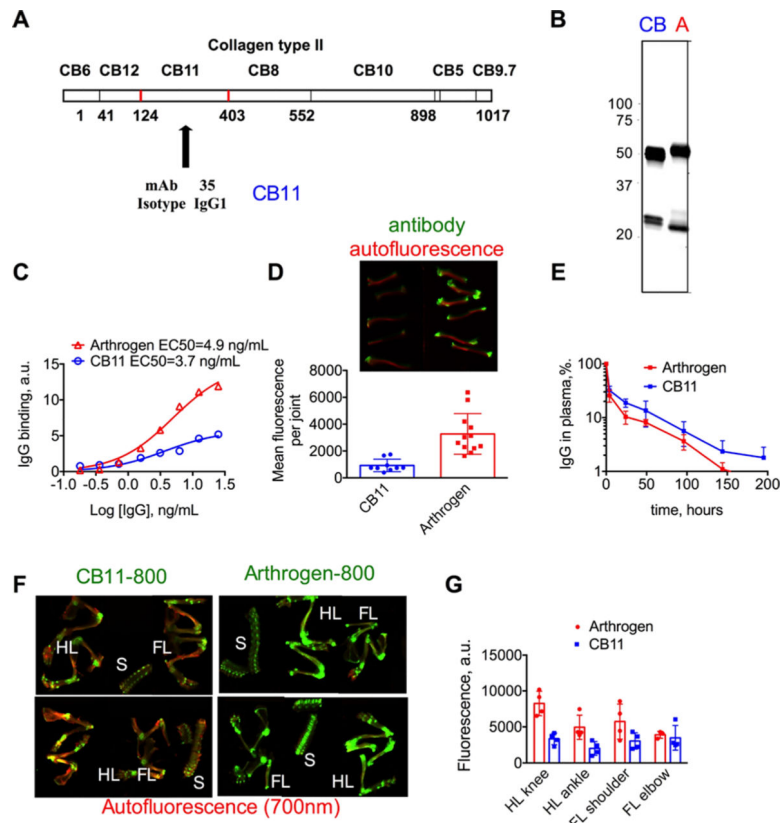 A
Collagen type II
CB6 CB12 CB11 CB8 CB10 CB5 CB9.7
1 41 124 403 552 898 1017
mAb 35
Isotype IgG1
CB11
B
CB A
100
75
50
37
20
C
Arthrogen EC50=4.9 ng/mL
CB11 EC50=3.7 ng/mL
IgG binding, a.u.
15
10
5
0
-1.0 -0.5 0.0 0.5 1.0 1.5
Log [IgG], ng/mL
D
antibody
autofluorescence
Mean fluorescence
per joint
8000
6000
4000
2000
0
CB11
Arthrogen
E
Arthrogen
CB11
IgG in plasma,%.
100
10
1
0 50 100 150 200
time, hours
F
CB11-800 Arthrogen-800
HL S FL S HL FL
HL FL S FL S HL
Autofluorescence (700nm)
G
Arthrogen
CB11
Fluorescence, a.u.
15000
10000
5000
0
HL knee
HL ankle
FL shoulder
FL elbow